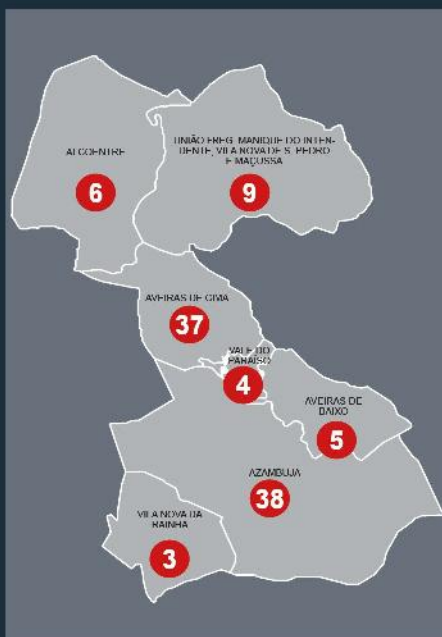 ALCOENTRE
6
UNIÃO FREG. MANIQUE DO INTEN-
DENTE, VILA NOVA DE S. PEDRO
E MAÇUSSA
9
AVEIRAS DE CIMA
37
VALE DO
PARAÍSO
4
AVEIRAS DE
BAIXO
5
AZAMBUJA
38
VILA NOVA DA
RAINHA
3